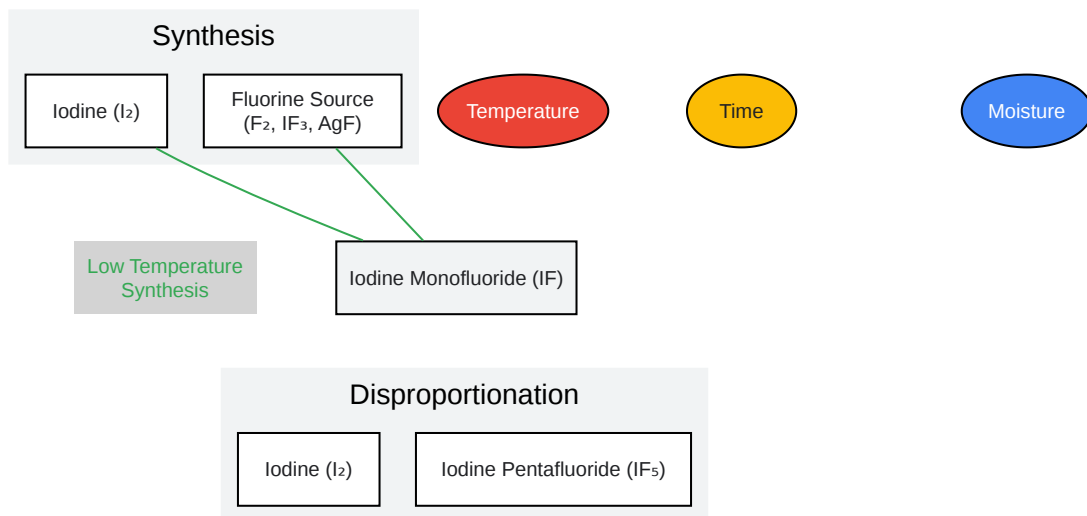 Synthesis
Iodine (I₂)
Fluorine Source
(F₂, IF₃, AgF)
Temperature
Time
Moisture
Low Temperature
Synthesis
Iodine Monofluoride (IF)
Disproportionation
Iodine (I₂)
Iodine Pentafluoride (IF₅)